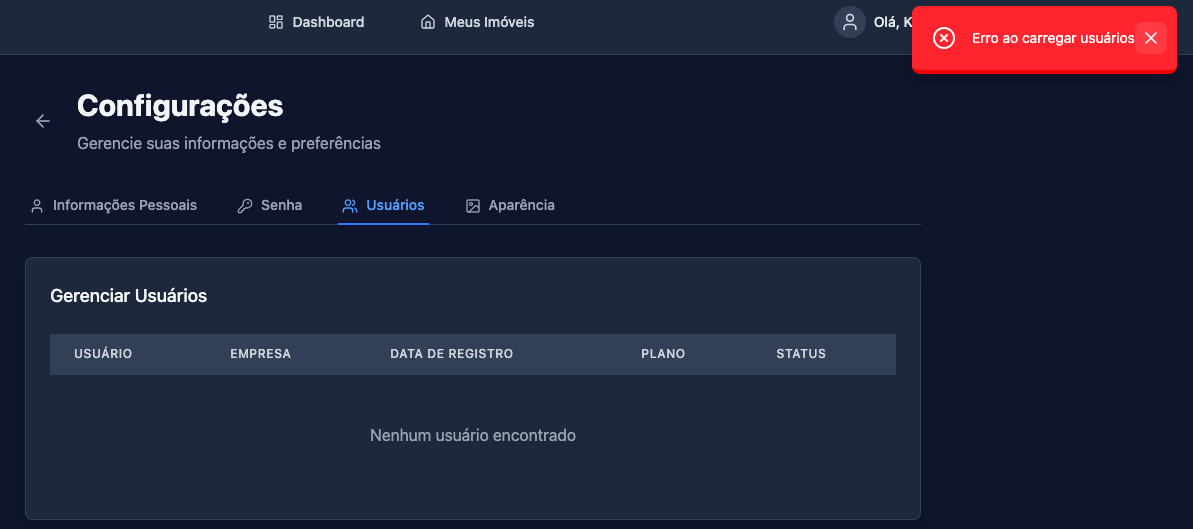 Dashboard
Meus Imóveis
Olá, K
Erro ao carregar usuários
Configurações
Gerencie suas informações e preferências
Informações Pessoais
Senha
Usuários
Aparência
Gerenciar Usuários
USUÁRIO EMPRESA DATA DE REGISTRO PLANO STATUS
Nenhum usuário encontrado